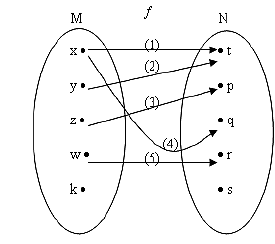 M f N
x (1) t
y (2) p
z (3) q
w (4) r
(5)
k s